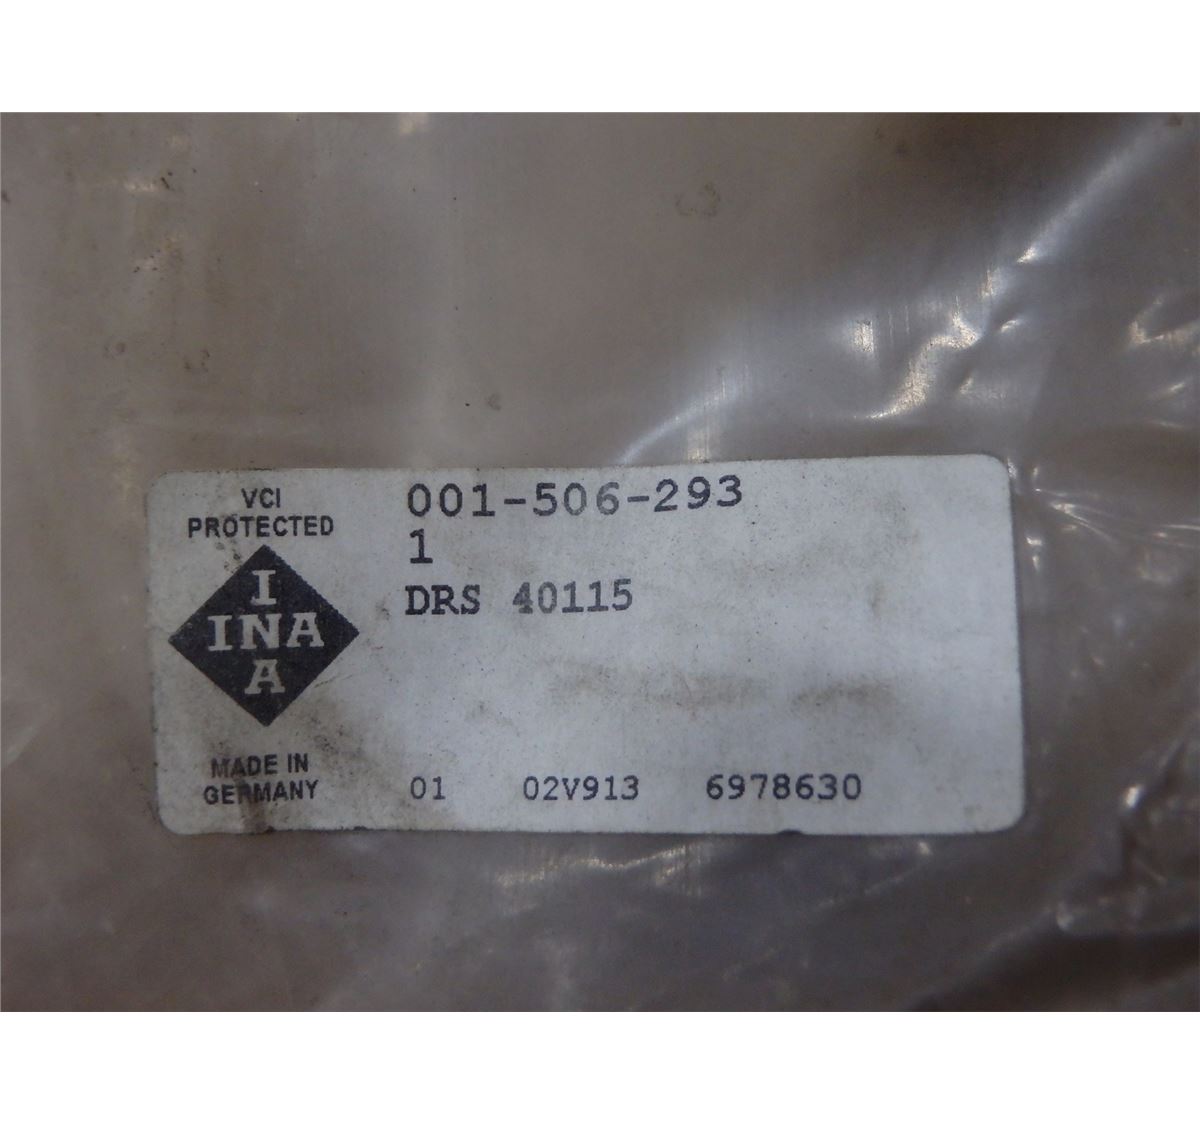 VCI
PROTECTED
I
INA
A
MADE IN
GERMANY
001-506-293
1
DRS 40115
01 02V913 6978630